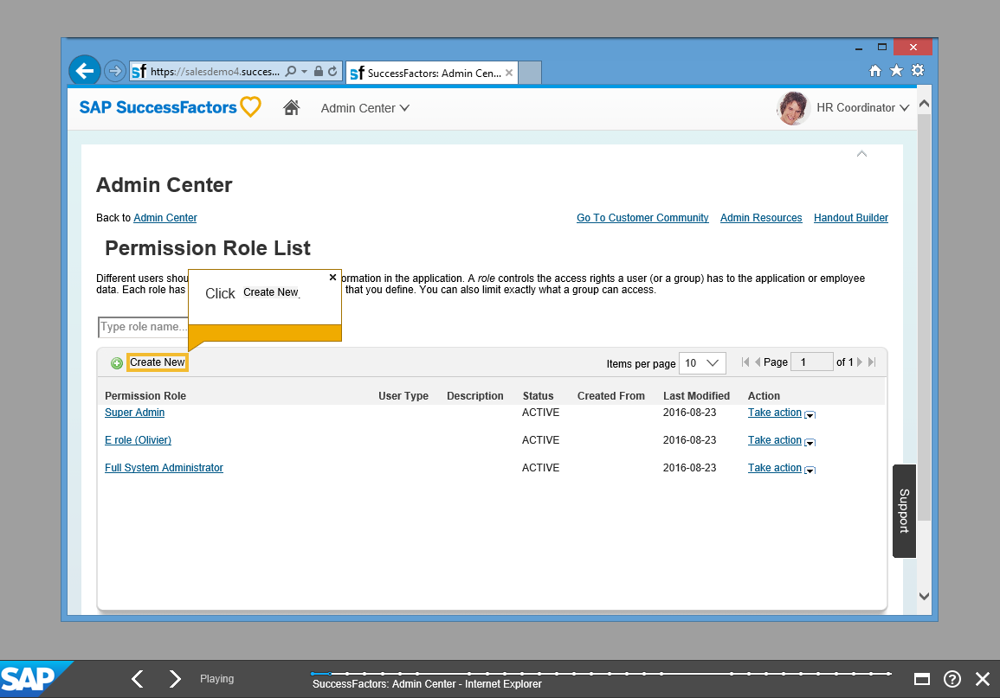 https://salesdemo4.succes...
SuccessFactors: Admin Cen...
SAP SuccessFactors
Admin Center
HR Coordinator
Admin Center
Back to Admin Center
Go To Customer Community Admin Resources Handout Builder
Permission Role List
Different users shou
ormation in the application. A role controls the access rights a user (or a group) has to the application or employee
data. Each role has
that you define. You can also limit exactly what a group can access.
Click Create New.
Type role name...
Create New
Items per page 10 Page 1 of 1
Permission Role User Type Description Status Created From Last Modified Action
Super Admin ACTIVE 2016-08-23 Take action
E role (Olivier) ACTIVE 2016-08-23 Take action
Full System Administrator ACTIVE 2016-08-23 Take action
Support
SAP
Playing
SuccessFactors: Admin Center - Internet Explorer